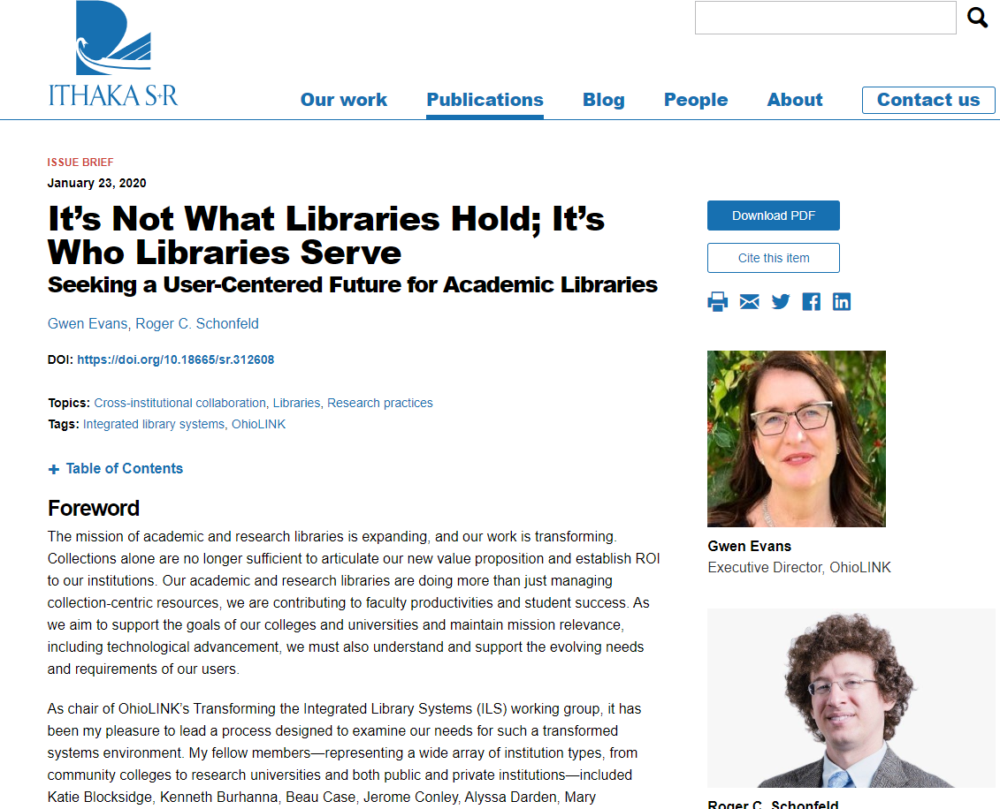 ITHAKA S+R
Our work
Publications
Blog
People
About
Contact us
ISSUE BRIEF
January 23, 2020
It’s Not What Libraries Hold; It’s
Who Libraries Serve
Seeking a User-Centered Future for Academic Libraries
Gwen Evans, Roger C. Schonfeld
DOI: https://doi.org/10.18665/sr.312608
Topics: Cross-institutional collaboration, Libraries, Research practices
Tags: Integrated library systems, OhioLINK
+ Table of Contents
Foreword
The mission of academic and research libraries is expanding, and our work is transforming.
Collections alone are no longer sufficient to articulate our new value proposition and establish ROI
to our institutions. Our academic and research libraries are doing more than just managing
collection-centric resources, we are contributing to faculty productivities and student success. As
we aim to support the goals of our colleges and universities and maintain mission relevance,
including technological advancement, we must also understand and support the evolving needs
and requirements of our users.
As chair of OhioLINK’s Transforming the Integrated Library Systems (ILS) working group, it has
been my pleasure to lead a process designed to examine our needs for such a transformed
systems environment. My fellow members—representing a wide array of institution types, from
community colleges to research universities and both public and private institutions—included
Katie Blocksidge, Kenneth Burhanna, Beau Case, Jerome Conley, Alyssa Darden, Mary
Download PDF
Cite this item
Gwen Evans
Executive Director, OhioLINK
Roger C. Schonfeld